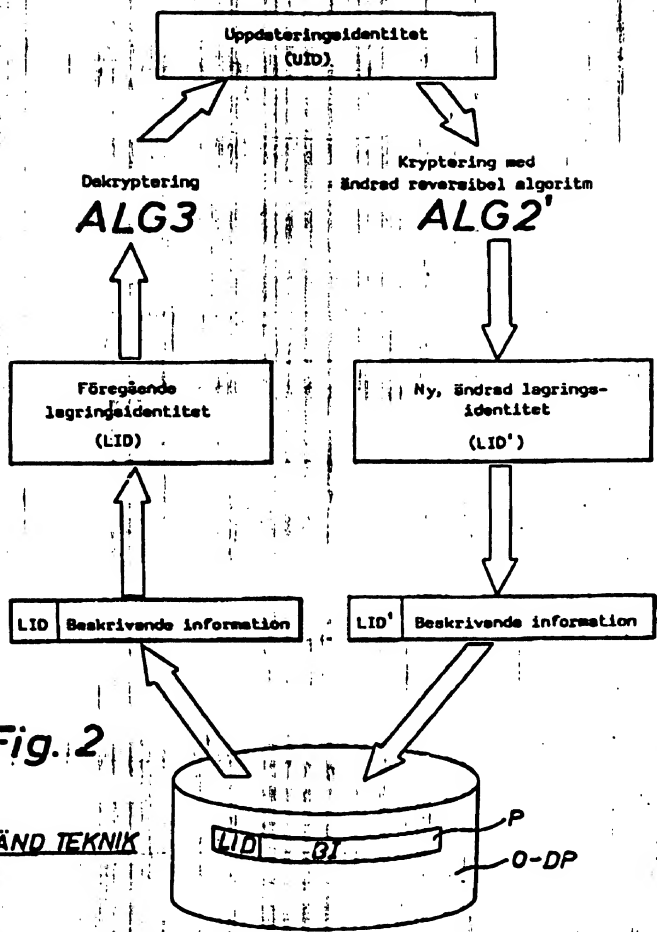 Uppdateringsidentitet
(UID)
Dekryptering
ALG3
Kryptering med
ändrad reversibel algoritm
ALG2'
Föregående
lagringsidentitet
(LID)
Ny, ändrad lagrings-
identitet
(LID')
LID Beskrivande information
LID' Beskrivande information
Fig. 2
ÄND TEKNIK
LID BI
P
O-DP